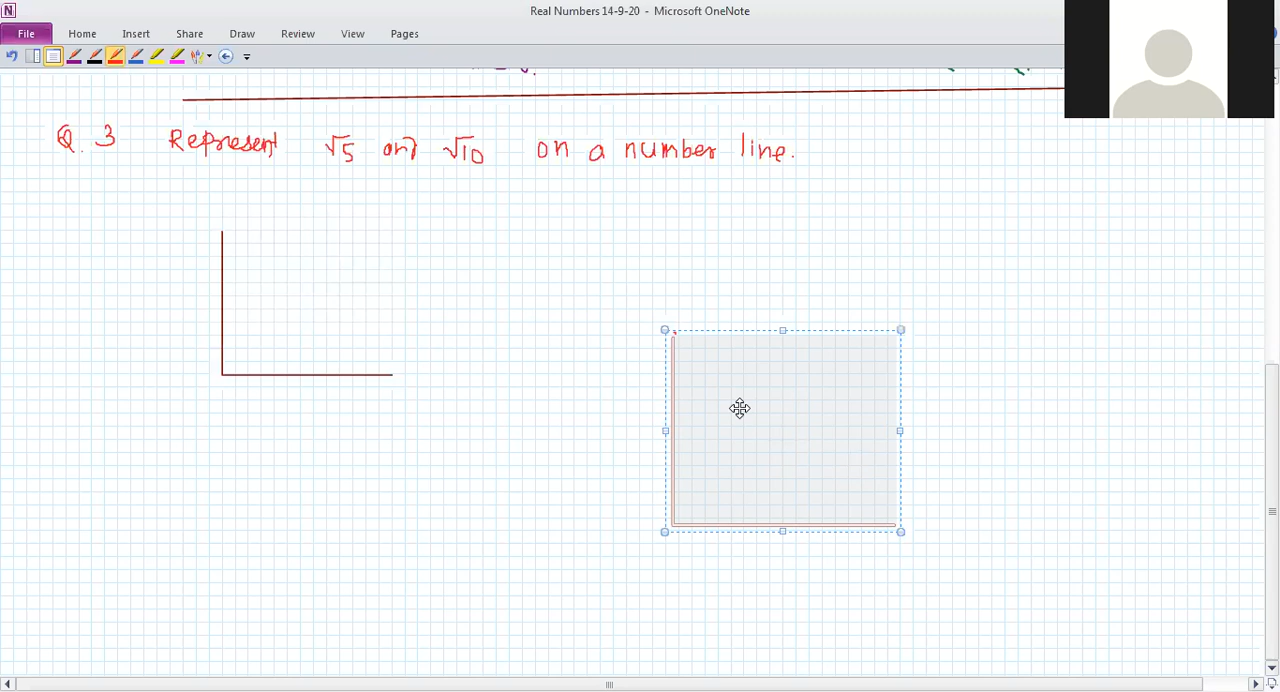 Real Numbers 14-9-20 - Microsoft OneNote
File Home Insert Share Draw Review View Pages
Q. 3 Represent √5 and √10 on a number line.